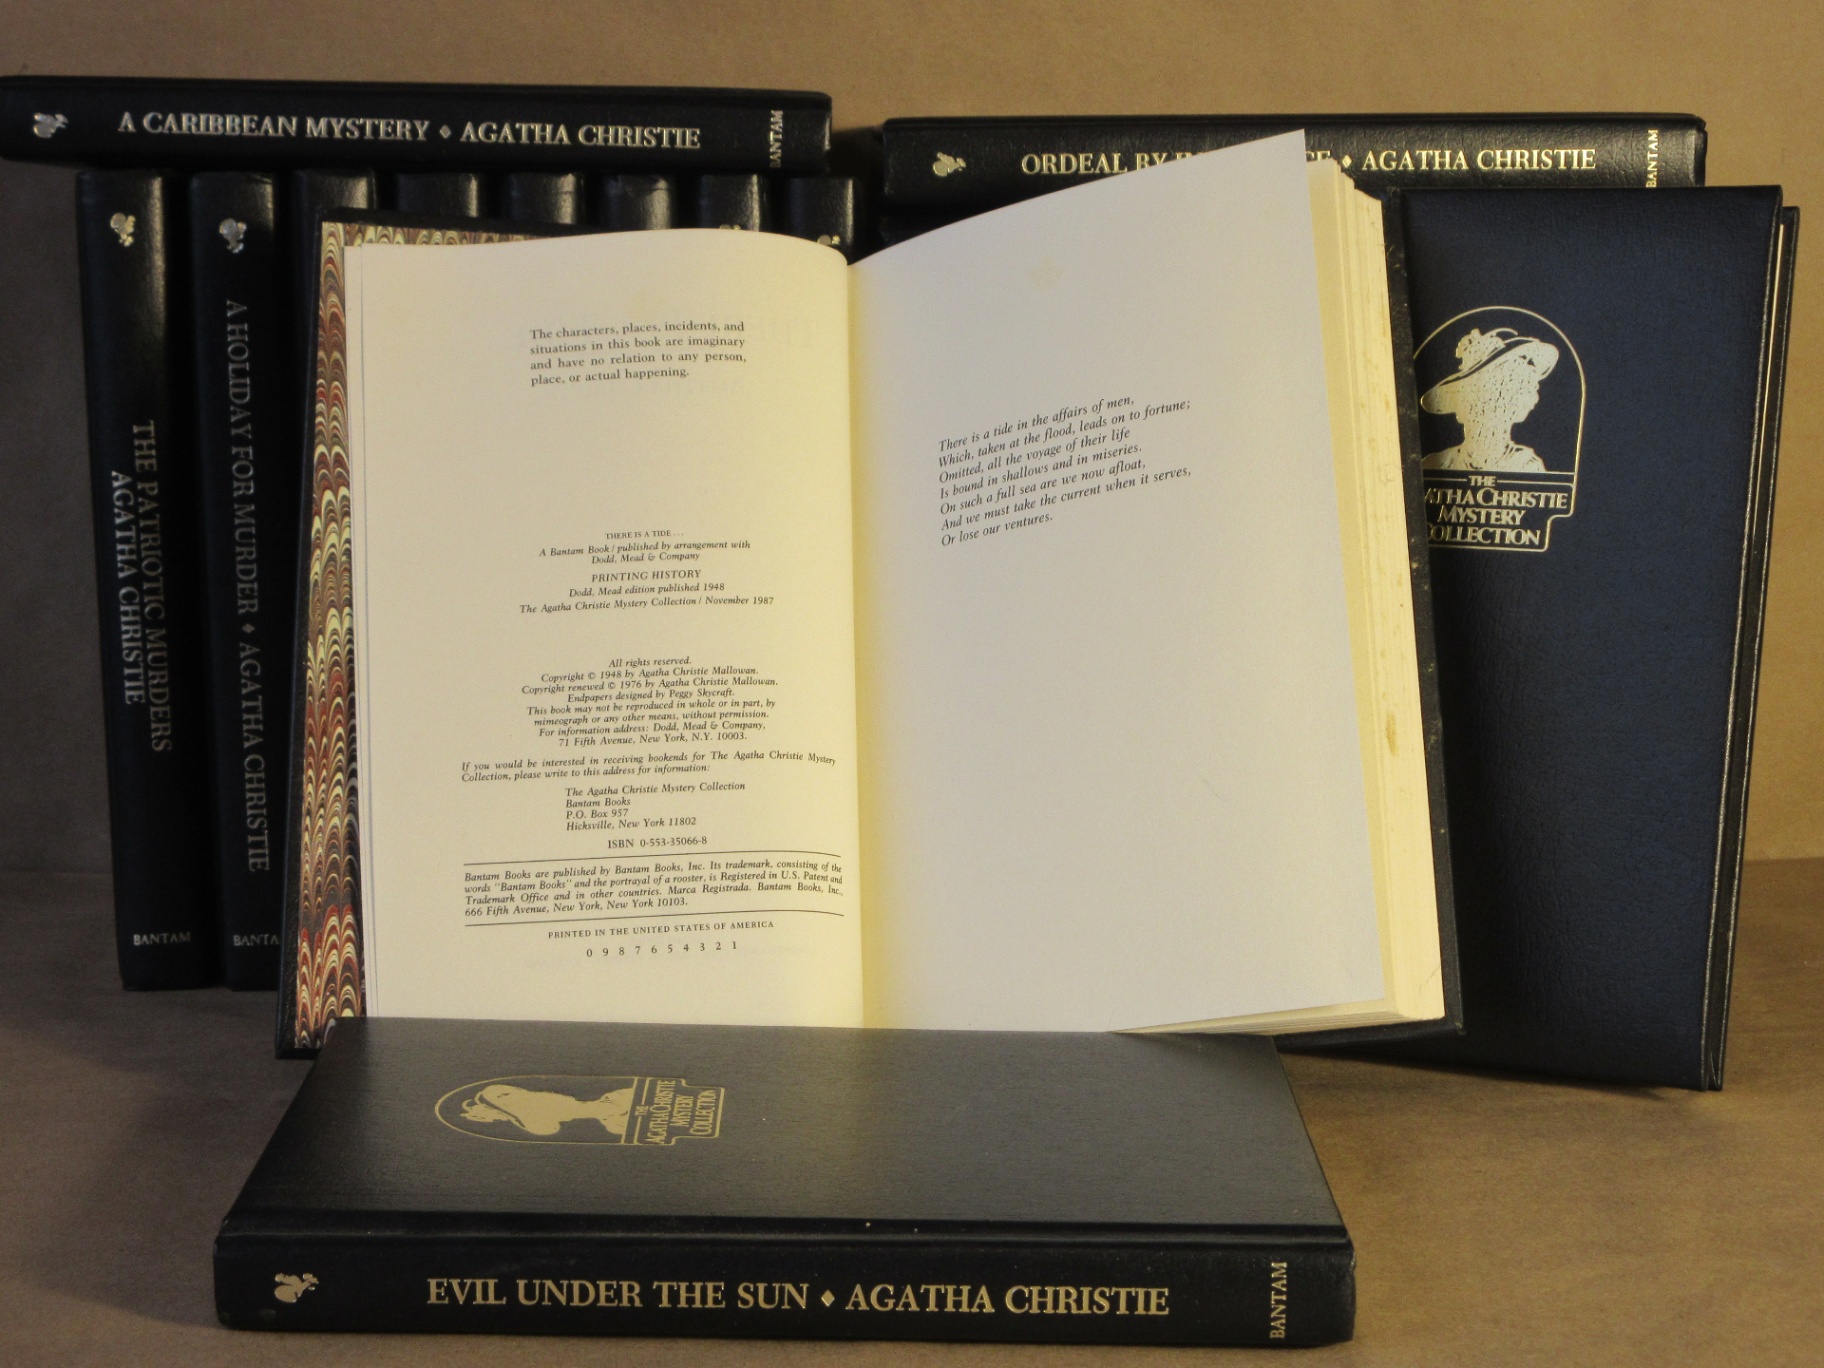 A CARIBBEAN MYSTERY ♦ AGATHA CHRISTIE
BANTAM
ORDEAL BY
♦ AGATHA CHRISTIE
BANTAM
THE PATRIOTIC MURDERS
AGATHA CHRISTIE
BANTAM
A HOLIDAY FOR MURDER ♦ AGATHA CHRISTIE
The characters, places, incidents, and
situations in this book are imaginary
and have no relation to any person,
place, or actual happening.
THERE IS A TIDE . . .
A Bantam Book / published by arrangement with
Dodd, Mead & Company
PRINTING HISTORY
Dodd, Mead edition published 1948
The Agatha Christie Mystery Collection / November 1987
All rights reserved.
Copyright © 1948 by Agatha Christie Mallowan.
Copyright renewed © 1976 by Agatha Christie Mallowan.
Endpapers designed by Peggy Skycraft.
This book may not be reproduced in whole or in part, by
mimeograph or any other means, without permission.
For information address: Dodd, Mead & Company,
71 Fifth Avenue, New York, N.Y. 10003.
If you would be interested in receiving bookends for The Agatha Christie Mystery
Collection, please write to this address for information:
The Agatha Christie Mystery Collection
Bantam Books
P.O. Box 957
Hicksville, New York 11802
ISBN 0-553-35066-8
Bantam Books are published by Bantam Books, Inc. Its trademark, consisting of the
words "Bantam Books" and the portrayal of a rooster, is Registered in U.S. Patent and
Trademark Office and in other countries. Marca Registrada. Bantam Books, Inc.,
666 Fifth Avenue, New York, New York 10103.
PRINTED IN THE UNITED STATES OF AMERICA
0 9 8 7 6 5 4 3 2 1
There is a tide in the affairs of men,
Which, taken at the flood, leads on to fortune;
Omitted, all the voyage of their life
Is bound in shallows and in miseries.
On such a full sea are we now afloat,
And we must take the current when it serves,
Or lose our ventures.
THE
AGATHA CHRISTIE
MYSTERY
COLLECTION
THE
AGATHA CHRISTIE
MYSTERY
COLLECTION
EVIL UNDER THE SUN ♦ AGATHA CHRISTIE
BANTAM